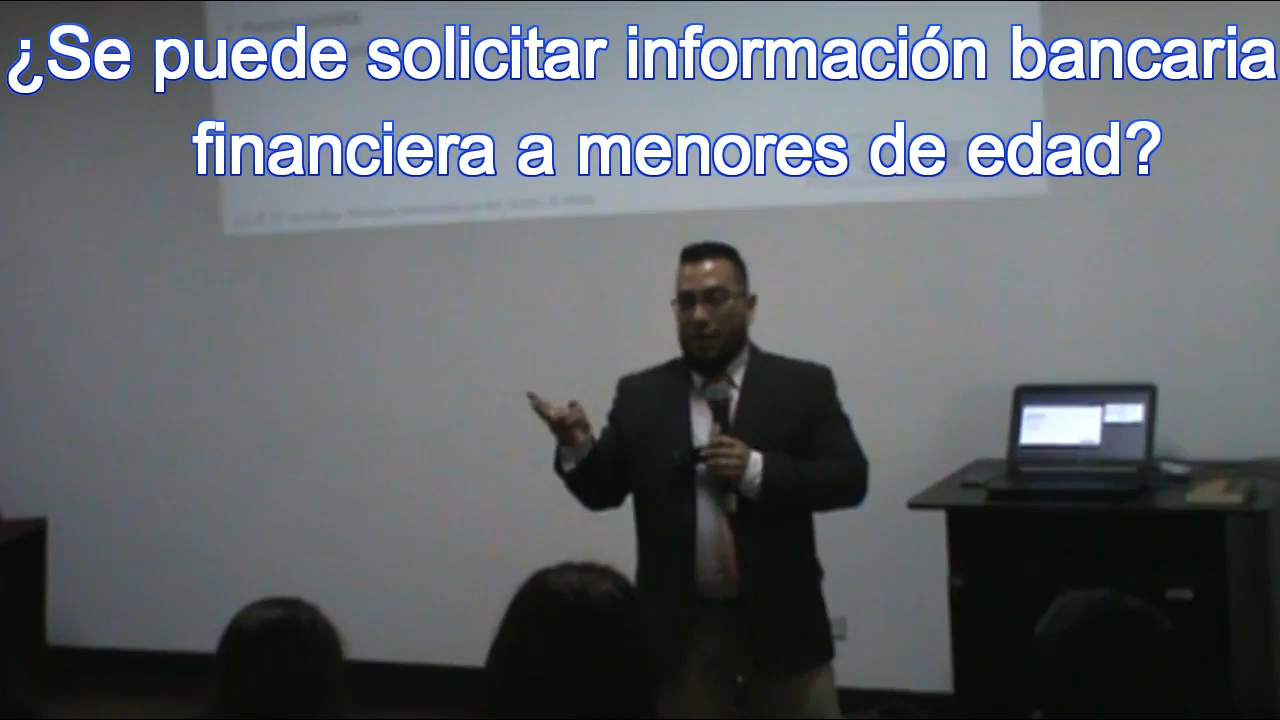 ¿Se puede solicitar información bancaria
financiera a menores de edad?